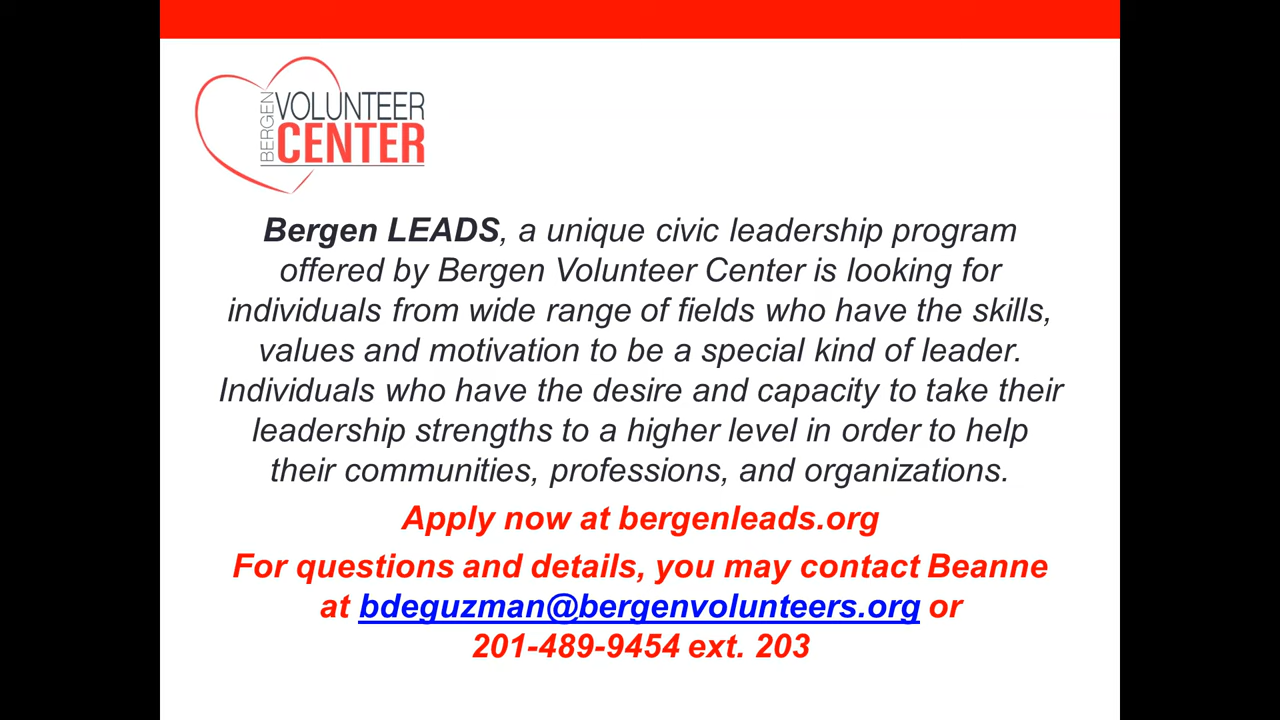 BERGEN
VOLUNTEER
CENTER
Bergen LEADS, a unique civic leadership program
offered by Bergen Volunteer Center is looking for
individuals from wide range of fields who have the skills,
values and motivation to be a special kind of leader.
Individuals who have the desire and capacity to take their
leadership strengths to a higher level in order to help
their communities, professions, and organizations.
Apply now at bergenleads.org
For questions and details, you may contact Beanne
at bdeguzman@bergenvolunteers.org or
201-489-9454 ext. 203